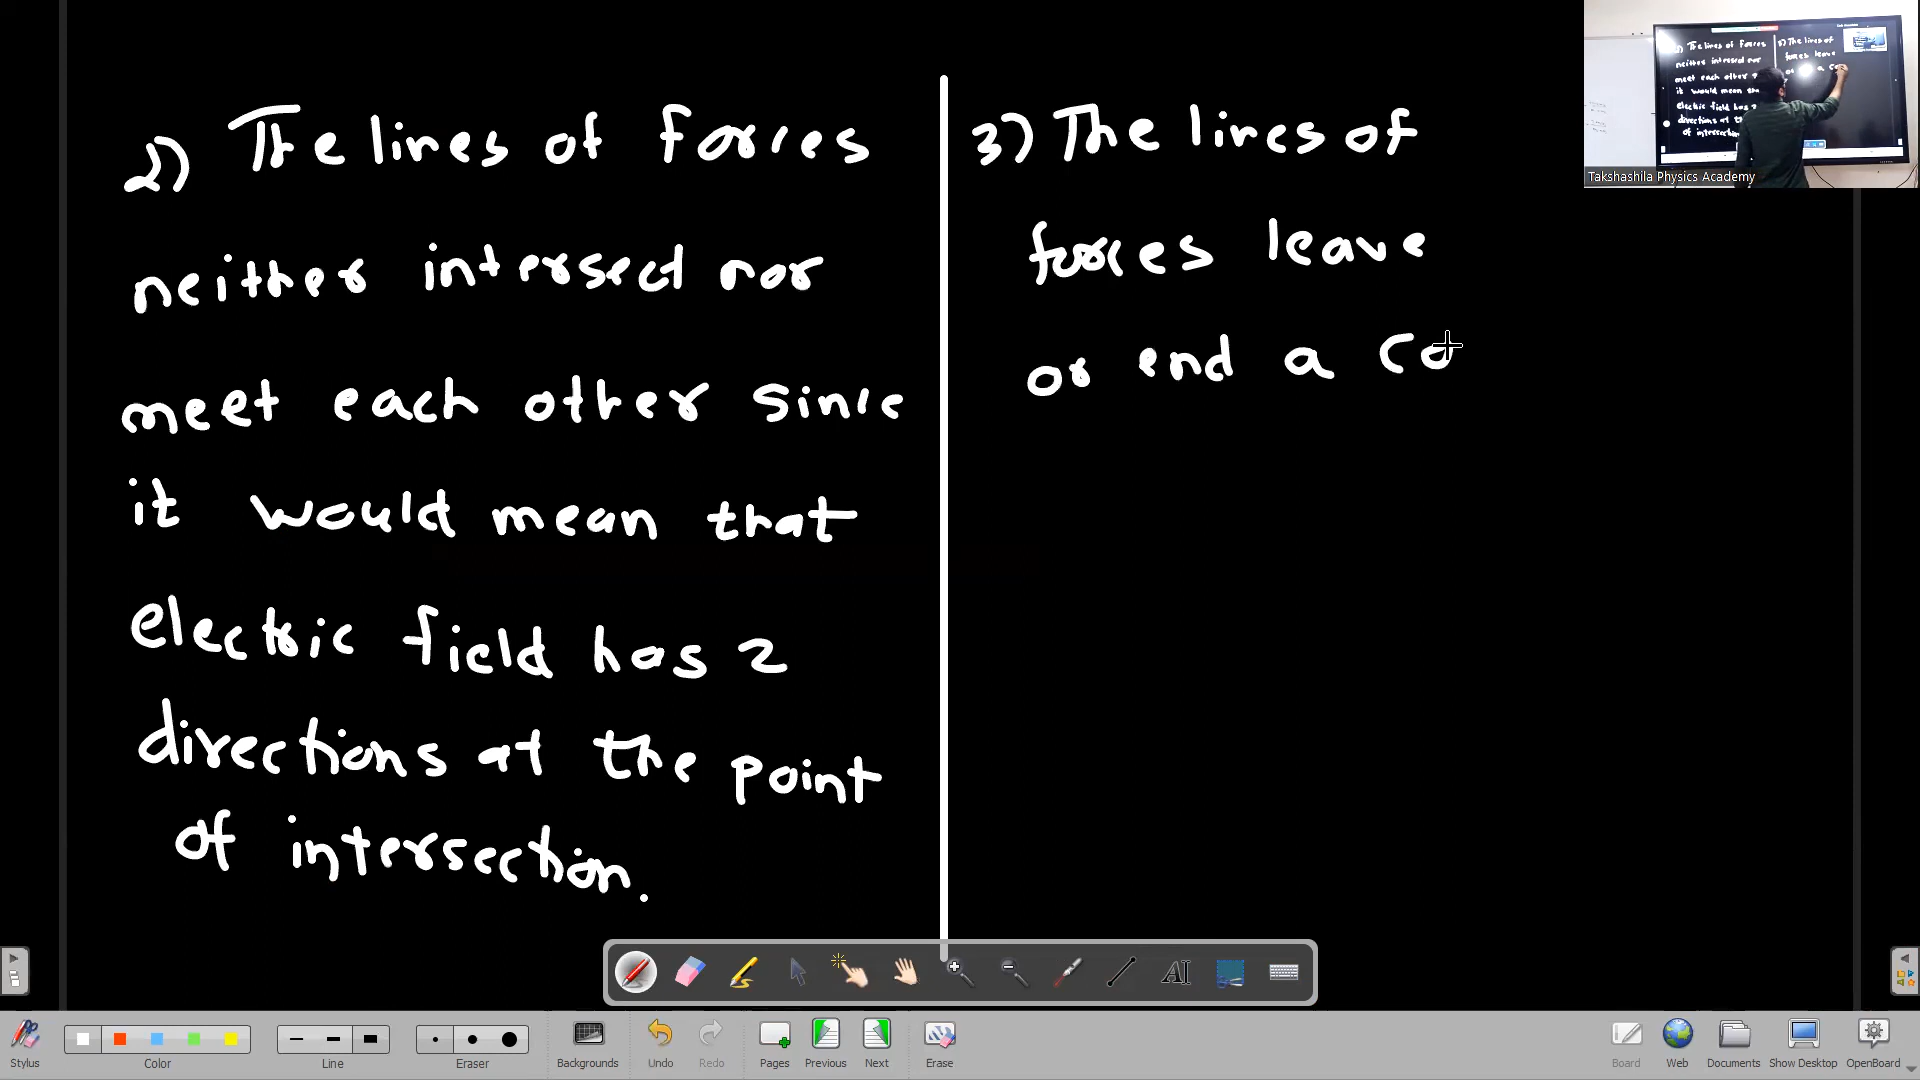 2) The lines of forces
neither intersect nor
meet each other since
it would mean that
electric field has 2
directions at the point
of intersection.
3) The lines of
forces leave
or end a co
Takshashila Physics Academy
Stylus
Color
Line
Eraser
Backgrounds
Undo
Redo
Pages
Previous
Next
Erase
Board
Web
Documents
Show Desktop
OpenBoard